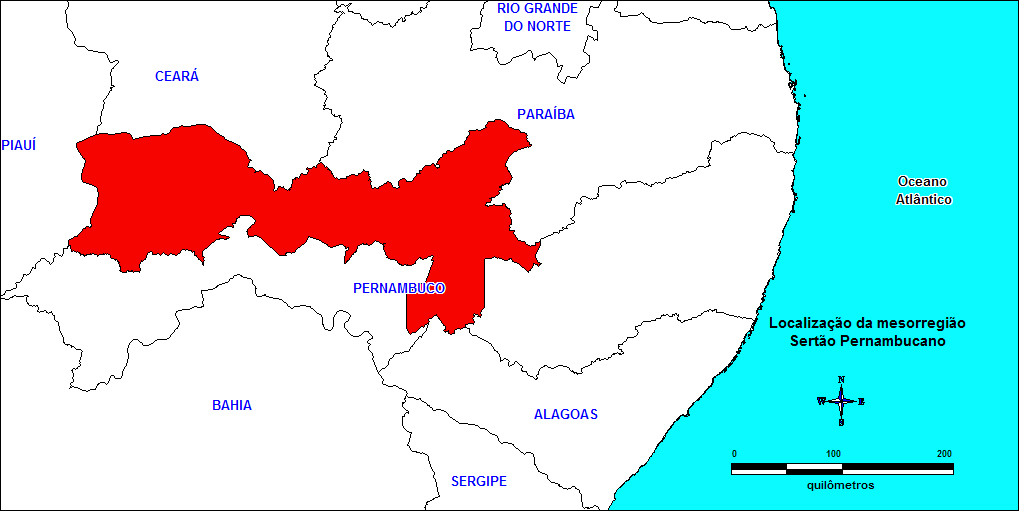 RIO GRANDE
DO NORTE
CEARÁ
PARAÍBA
PIAUÍ
Oceano
Atlântico
PERNAMBUCO
Localização da mesorregião
Sertão Pernambucano
N
W E
S
BAHIA
ALAGOAS
0 100 200
quilômetros
SERGIPE